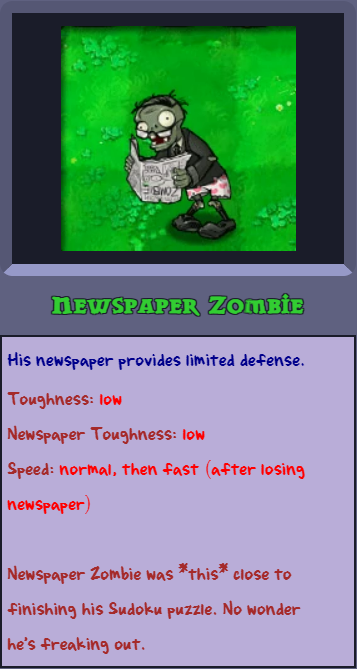 Newspaper Zombie
His newspaper provides limited defense.
Toughness: low
Newspaper Toughness: low
Speed: normal, then fast (after losing
newspaper)
Newspaper Zombie was *this* close to
finishing his Sudoku puzzle. No wonder
he's freaking out.